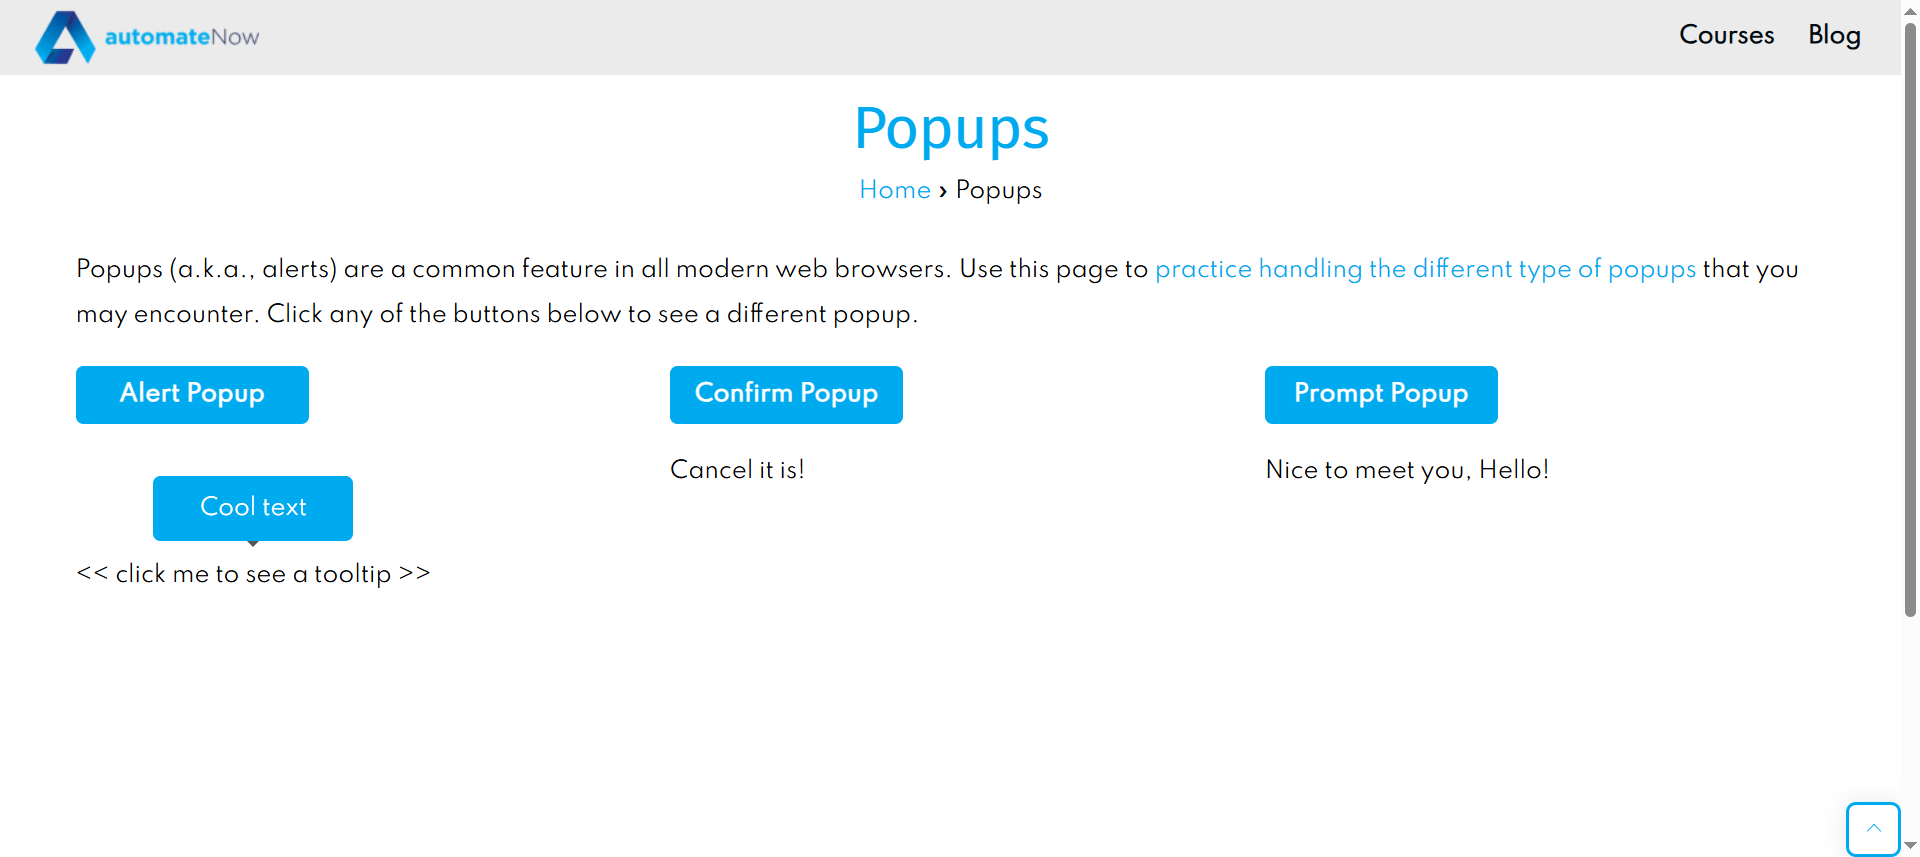 automateNow
Courses Blog
Popups
Home › Popups
Popups (a.k.a., alerts) are a common feature in all modern web browsers. Use this page to practice handling the different type of popups that you
may encounter. Click any of the buttons below to see a different popup.
Alert Popup
Confirm Popup
Prompt Popup
Cancel it is!
Nice to meet you, Hello!
Cool text
<< click me to see a tooltip >>